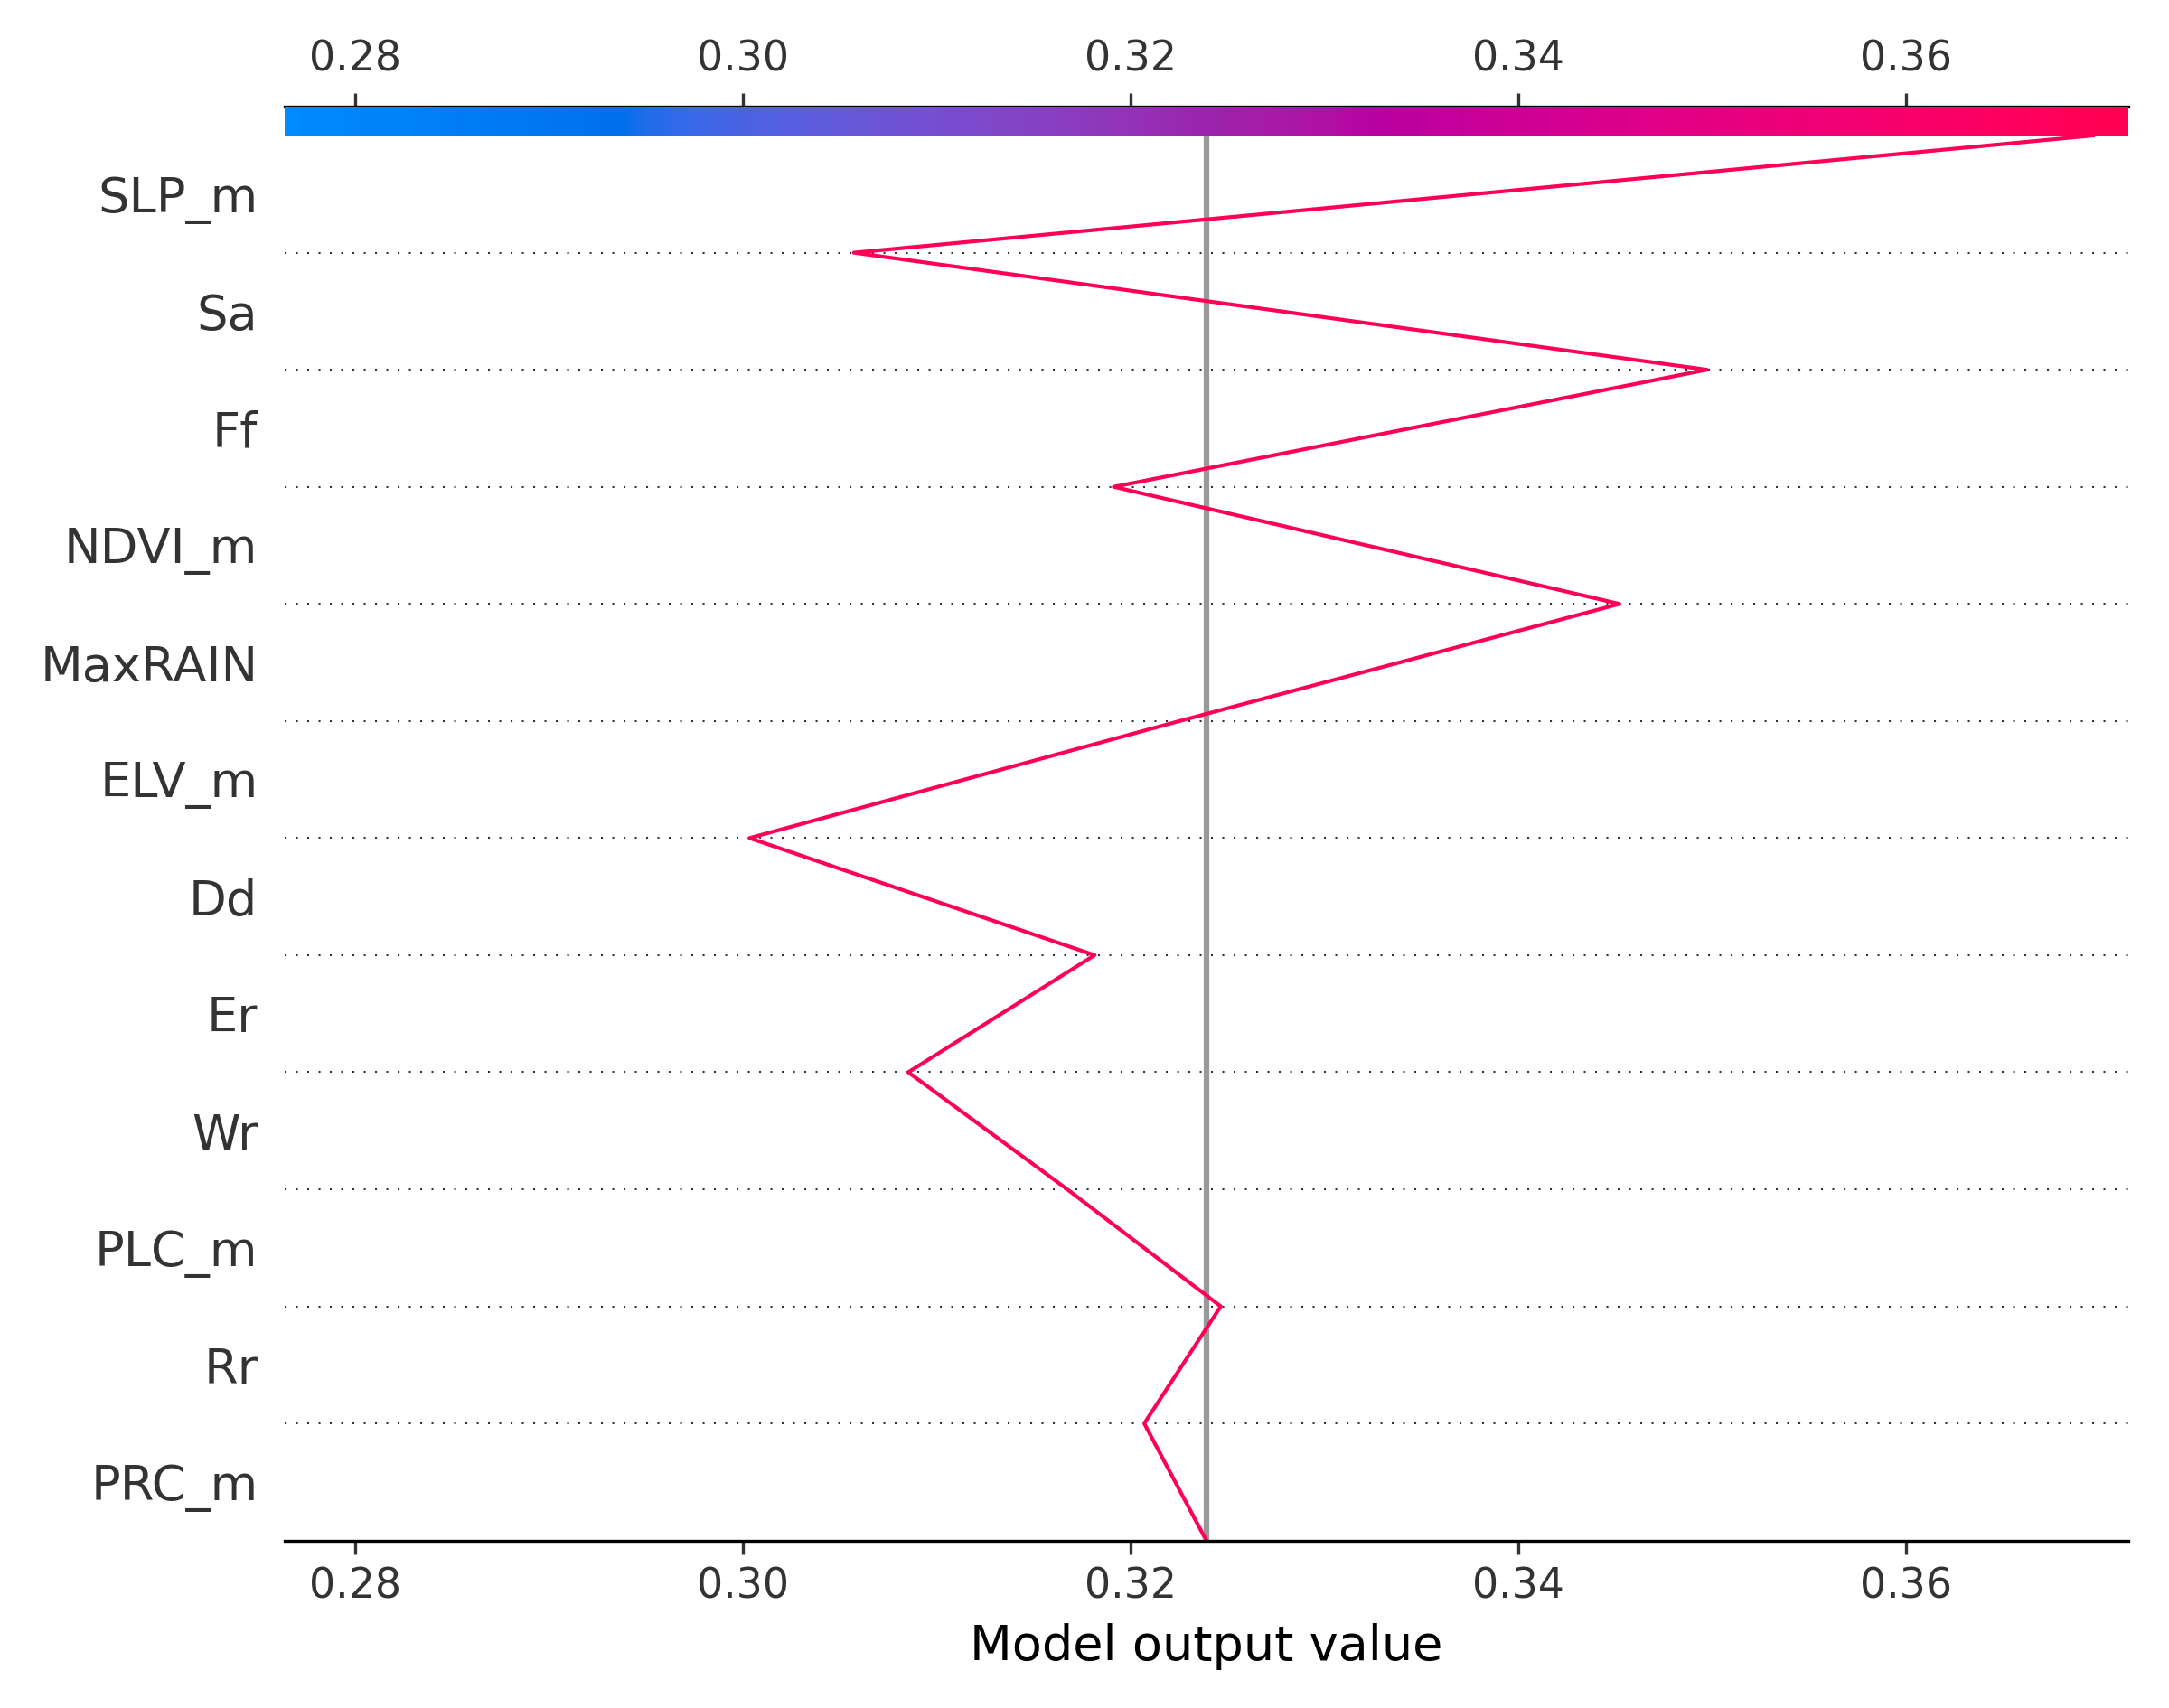 0.28 0.30 0.32 0.34 0.36
SLP_m
Sa
Ff
NDVI_m
MaxRAIN
ELV_m
Dd
Er
Wr
PLC_m
Rr
PRC_m
0.28 0.30 0.32 0.34 0.36
Model output value